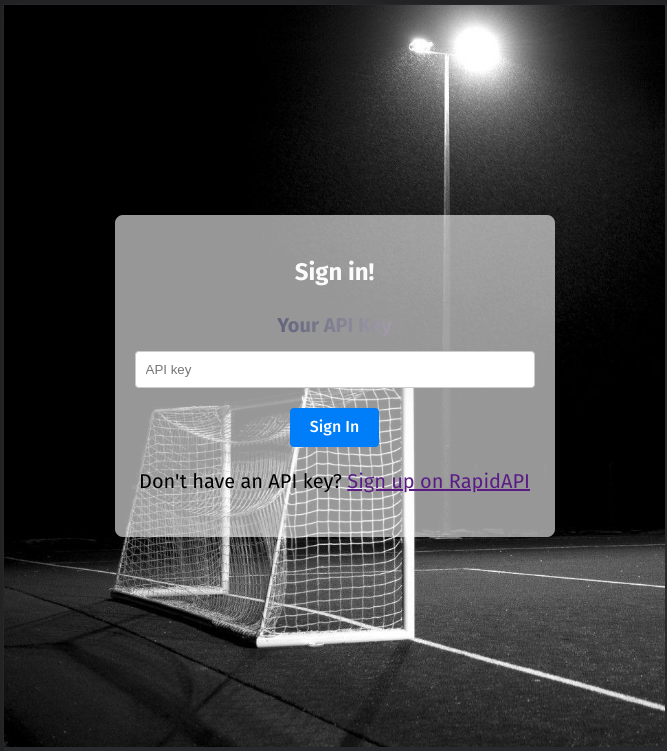 Sign in!
Your API Key
API key
Sign In
Don't have an API key? Sign up on RapidAPI